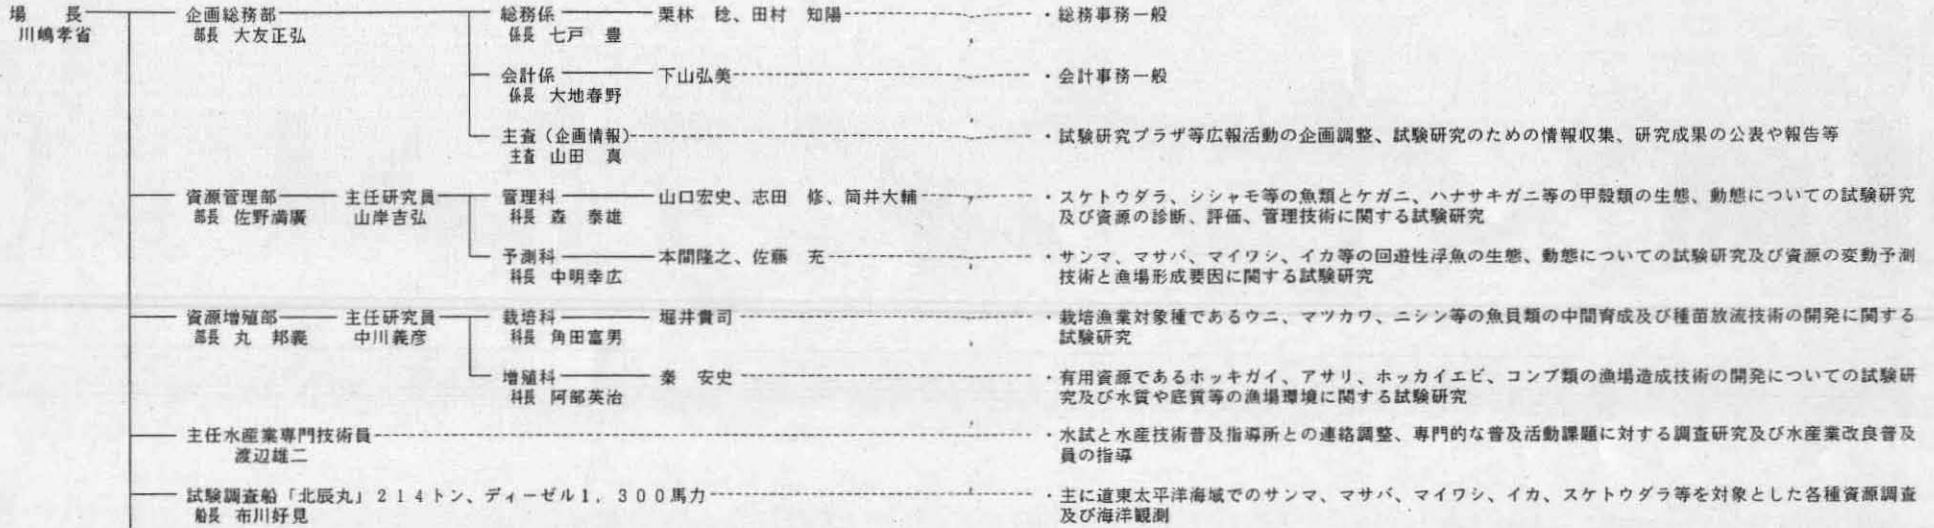 場　長　企画総務部　総務係　栗林　稔、田村　知陽　・総務事務一般
川嶋孝省　部長　大友正弘　係長　七戸　豊
会計係　下山弘美　・会計事務一般
係長　大地春野
主査（企画情報）　・試験研究プラザ等広報活動の企画調整、試験研究のための情報収集、研究成果の公表や報告等
主査　山田　真
資源管理部　主任研究員　管理科　山口宏史、志田　修、筒井大輔　・スケトウダラ、シシャモ等の魚類とケガニ、ハナサキガニ等の甲殻類の生態、動態についての試験研究
部長　佐野満廣　山岸吉弘　科長　森　泰雄　及び資源の診断、評価、管理技術に関する試験研究
予測科　本間隆之、佐藤　充　・サンマ、マサバ、マイワシ、イカ等の回遊性浮魚の生態、動態についての試験研究及び資源の変動予測
科長　中明幸広　技術と漁場形成要因に関する試験研究
資源増殖部　主任研究員　栽培科　堀井貴司　・栽培漁業対象種であるウニ、マツカワ、ニシン等の魚貝類の中間育成及び種苗放流技術の開発に関する
部長　丸　邦義　中川義彦　科長　角田富男　試験研究
増殖科　秦　安史　・有用資源であるホッキガイ、アサリ、ホッカイエビ、コンブ類の漁場造成技術の開発についての試験研
科長　阿部英治　究及び水質や底質等の漁場環境に関する試験研究
主任水産業専門技術員　・水試と水産技術普及指導所との連絡調整、専門的な普及活動課題に対する調査研究及び水産業改良普及
渡辺雄二　員の指導
試験調査船「北辰丸」２１４トン、ディーゼル１，３００馬力　・主に道東太平洋海域でのサンマ、マサバ、マイワシ、イカ、スケトウダラ等を対象とした各種資源調査
船長　布川好見　及び海洋観測